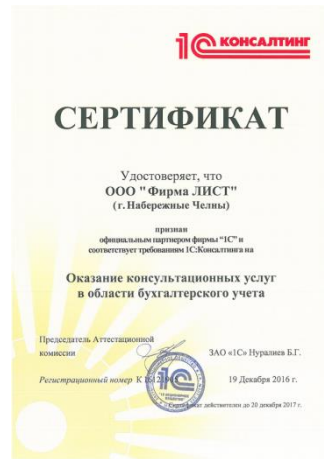 1С КОНСАЛТИНГ
СЕРТИФИКАТ
Удостоверяет, что
ООО "Фирма ЛИСТ"
(г. Набережные Челны)
признан
официальным партнером фирмы "1С" и
соответствует требованиям 1С:Консалтинга на
Оказание консультационных услуг
в области бухгалтерского учета
Председатель Аттестационной
комиссии
ЗАО «1С» Нуралиев Б.Г.
Регистрационный номер
19 Декабря 2016 г.
Сертификат действителен до 20 декабря 2017 г.